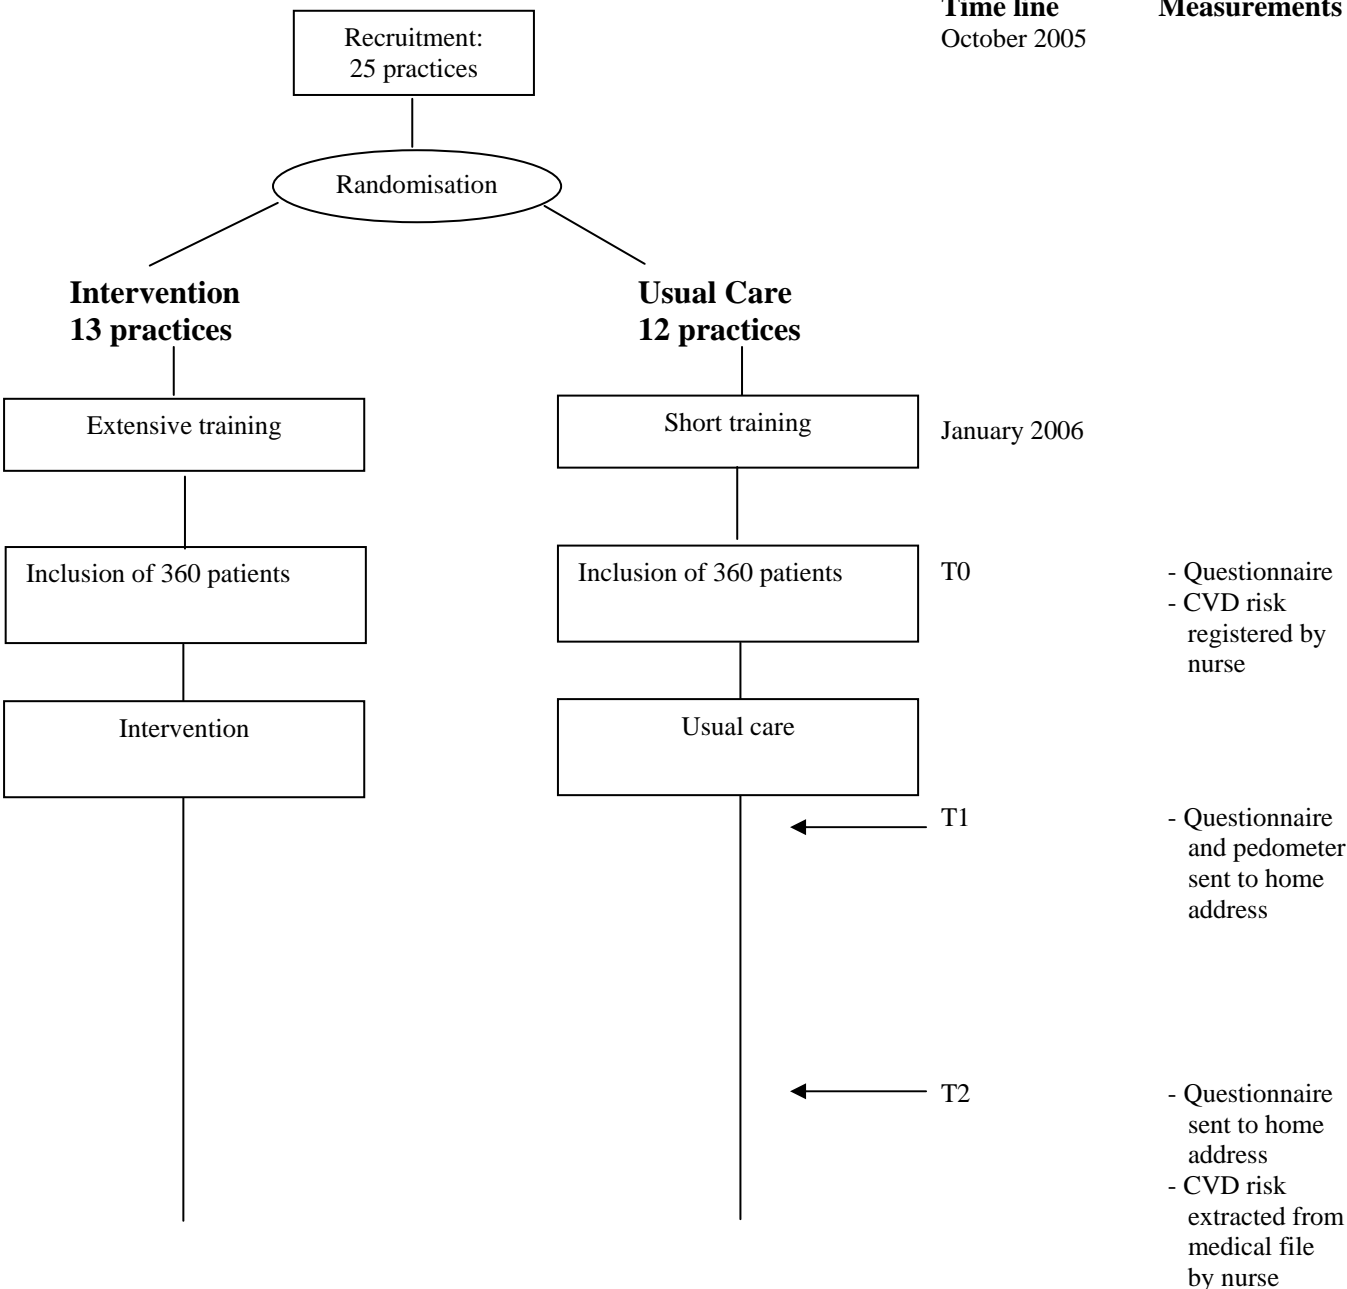 Time line Measurements
October 2005
Recruitment:
25 practices
Randomisation
Intervention
13 practices
Usual Care
12 practices
Extensive training
Short training
January 2006
Inclusion of 360 patients
Inclusion of 360 patients
T0
- Questionnaire
- CVD risk
registered by
nurse
Intervention
Usual care
T1
- Questionnaire
and pedometer
sent to home
address
T2
- Questionnaire
sent to home
address
- CVD risk
extracted from
medical file
by nurse